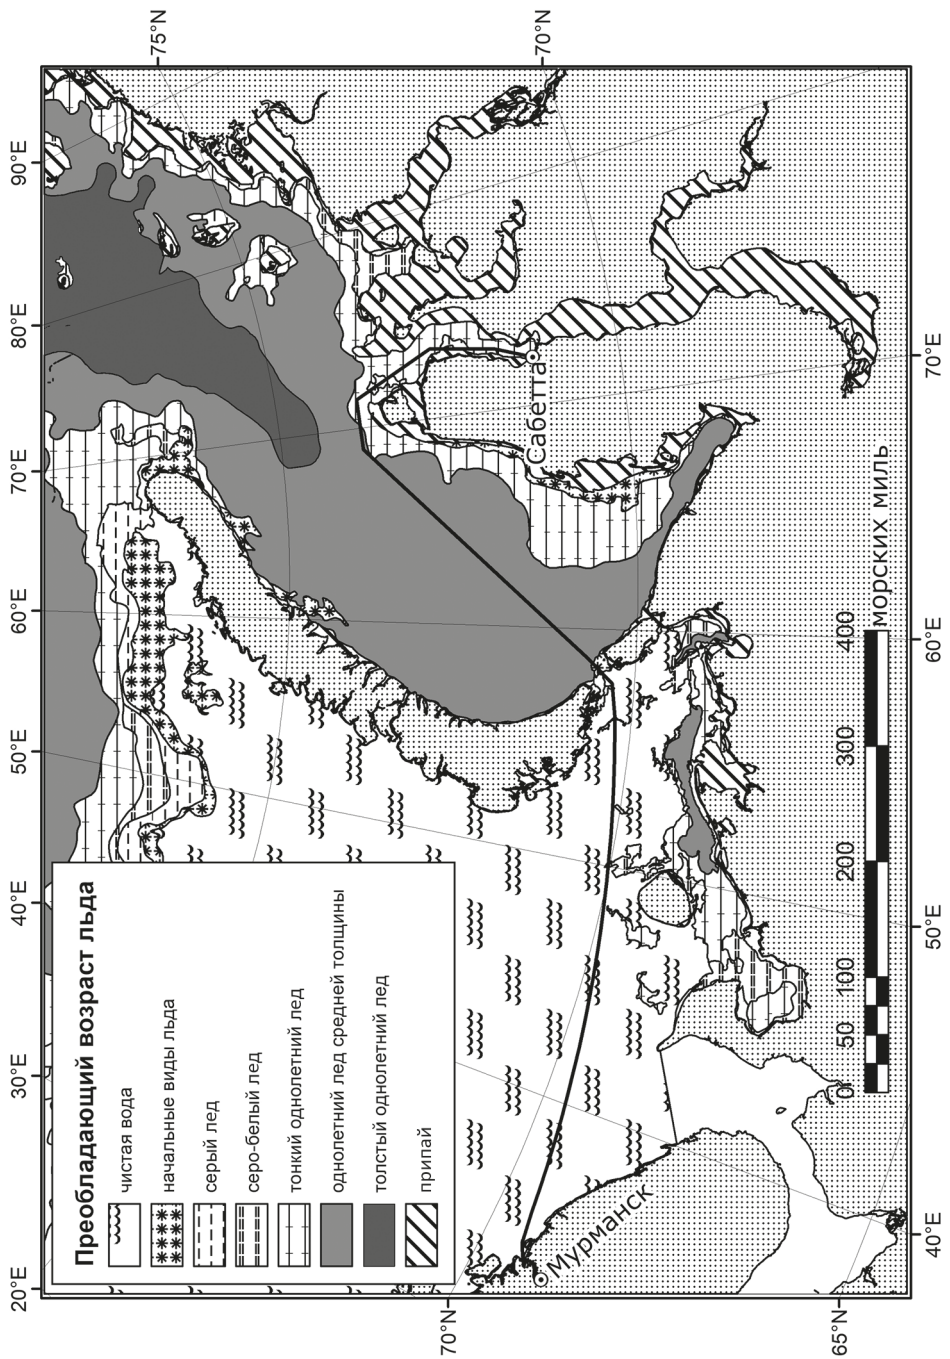 Преобладающий возраст льда
чистая вода
начальные виды льда
серый лед
серо-белый лед
тонкий однолетний лед
однолетний лед средней толщины
толстый однолетний лед
припай
20°E
30°E
40°E
50°E
60°E
70°E
80°E
90°E
75°N
70°N
70°N
65°N
40°E
50°E
60°E
70°E
Мурманск
Сабетта
0
50
100
200
300
400
морских миль